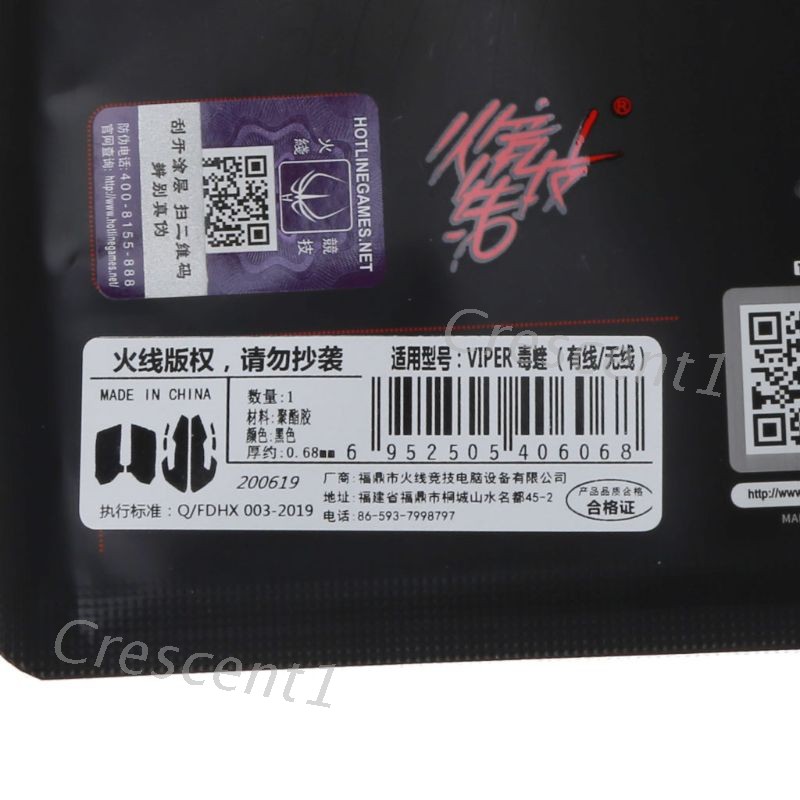 刮开涂层 扫二维码
辨别真伪
防伪电话:400-8155-888
官网查询: http://www.hotlinegames.net/
火線
競技
HOTLINEGAMES.NET
火线竞技®
火线版权,请勿抄袭
适用型号:VIPER 毒蝰(有线/无线)
MADE IN CHINA
数量:1
材料:聚酯胶
颜色:黑色
厚约:0.68mm
6 952505 406068
200619
执行标准:Q/FDHX 003-2019
厂商:福鼎市火线竞技电脑设备有限公司
地址:福建省福鼎市桐城山水名都45-2
电话:86-593-7998797
产品品质合格
合格证
http://www.
MA
Crescent1
Crescent1